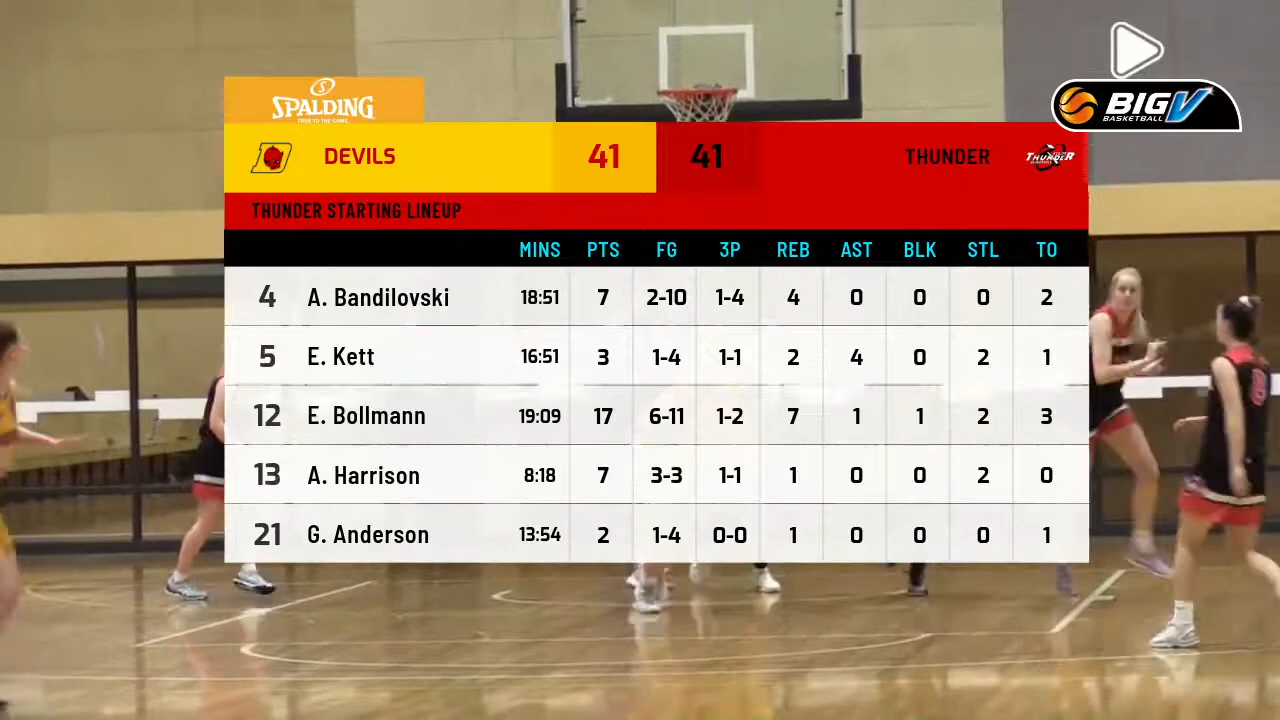 SPALDING
TRUE TO THE GAME.
BIGV
BASKETBALL
DEVILS 41 41 THUNDER THUNDER
THUNDER STARTING LINEUP
MINS PTS FG 3P REB AST BLK STL TO
4 A. Bandilovski 18:51 7 2-10 1-4 4 0 0 0 2
5 E. Kett 16:51 3 1-4 1-1 2 4 0 2 1
12 E. Bollmann 19:09 17 6-11 1-2 7 1 1 2 3
13 A. Harrison 8:18 7 3-3 1-1 1 0 0 2 0
21 G. Anderson 13:54 2 1-4 0-0 1 0 0 0 1